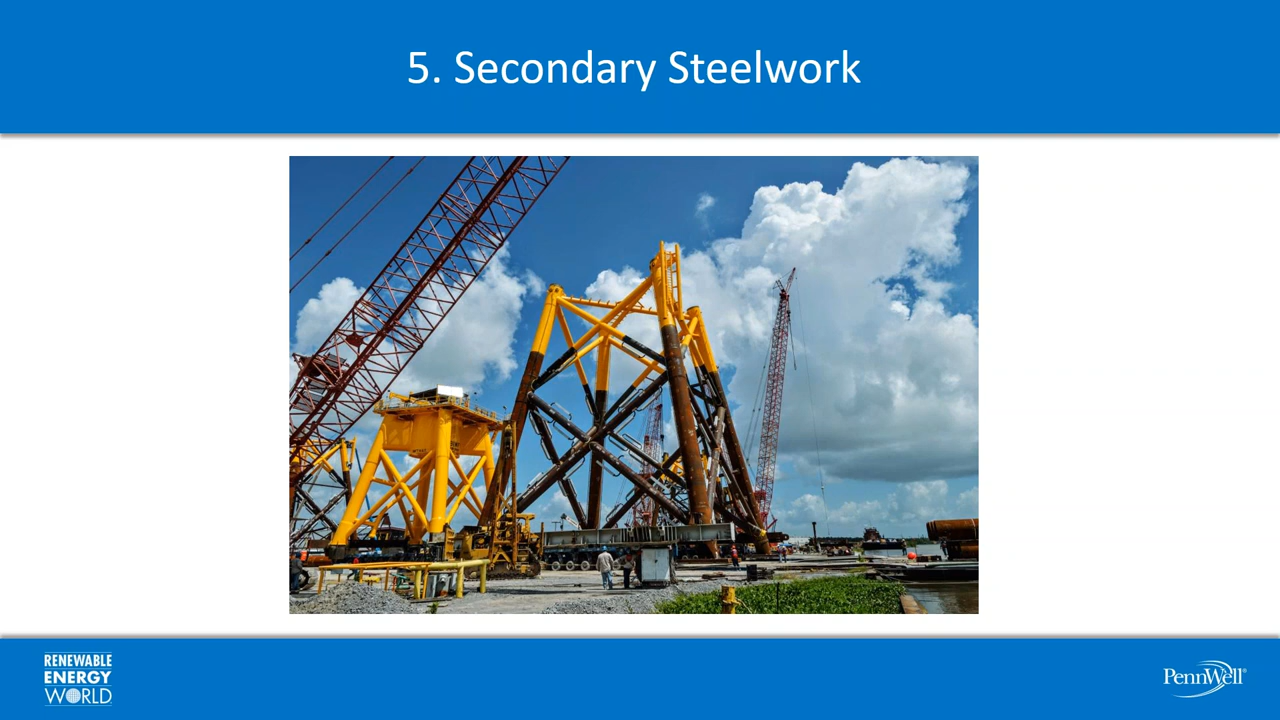 5. Secondary Steelwork
RENEWABLE
ENERGY
WORLD
PennWell®